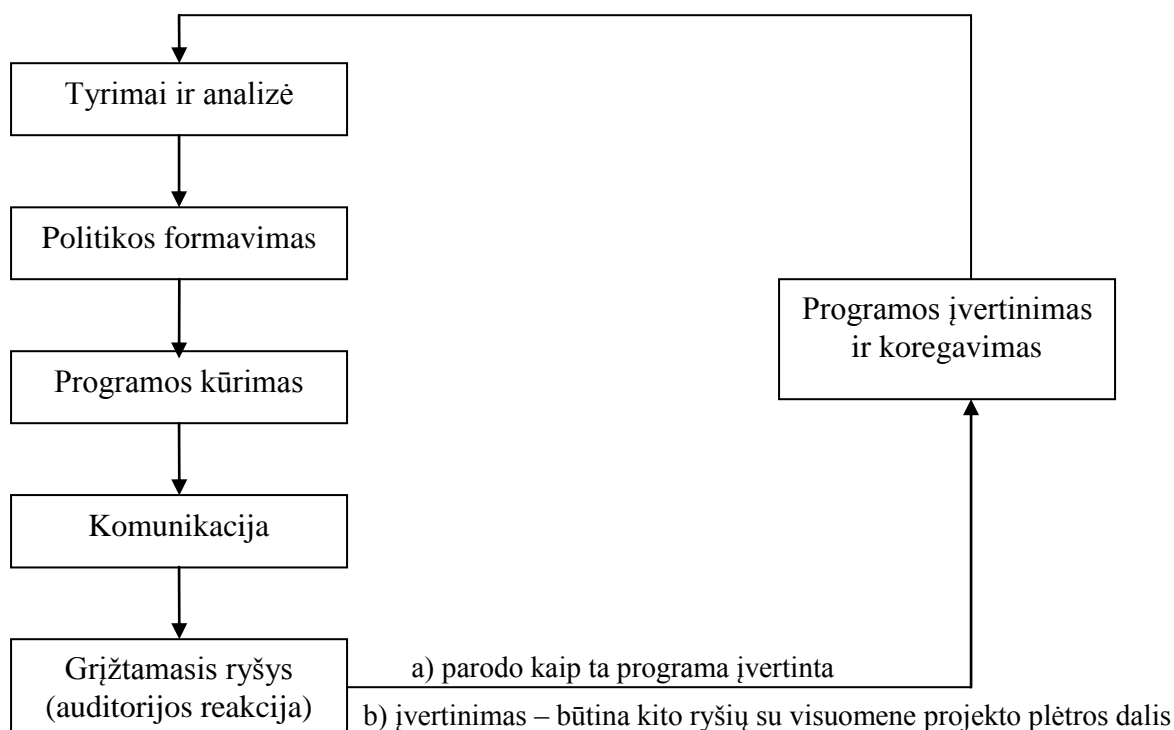 Tyrimai ir analizė
Politikos formavimas
Programos kūrimas
Komunikacija
Grįžtamasis ryšys
(auditorijos reakcija)
a) parodo kaip ta programa įvertinta
b) įvertinimas – būtina kito ryšių su visuomene projekto plėtros dalis
Programos įvertinimas
ir koregavimas